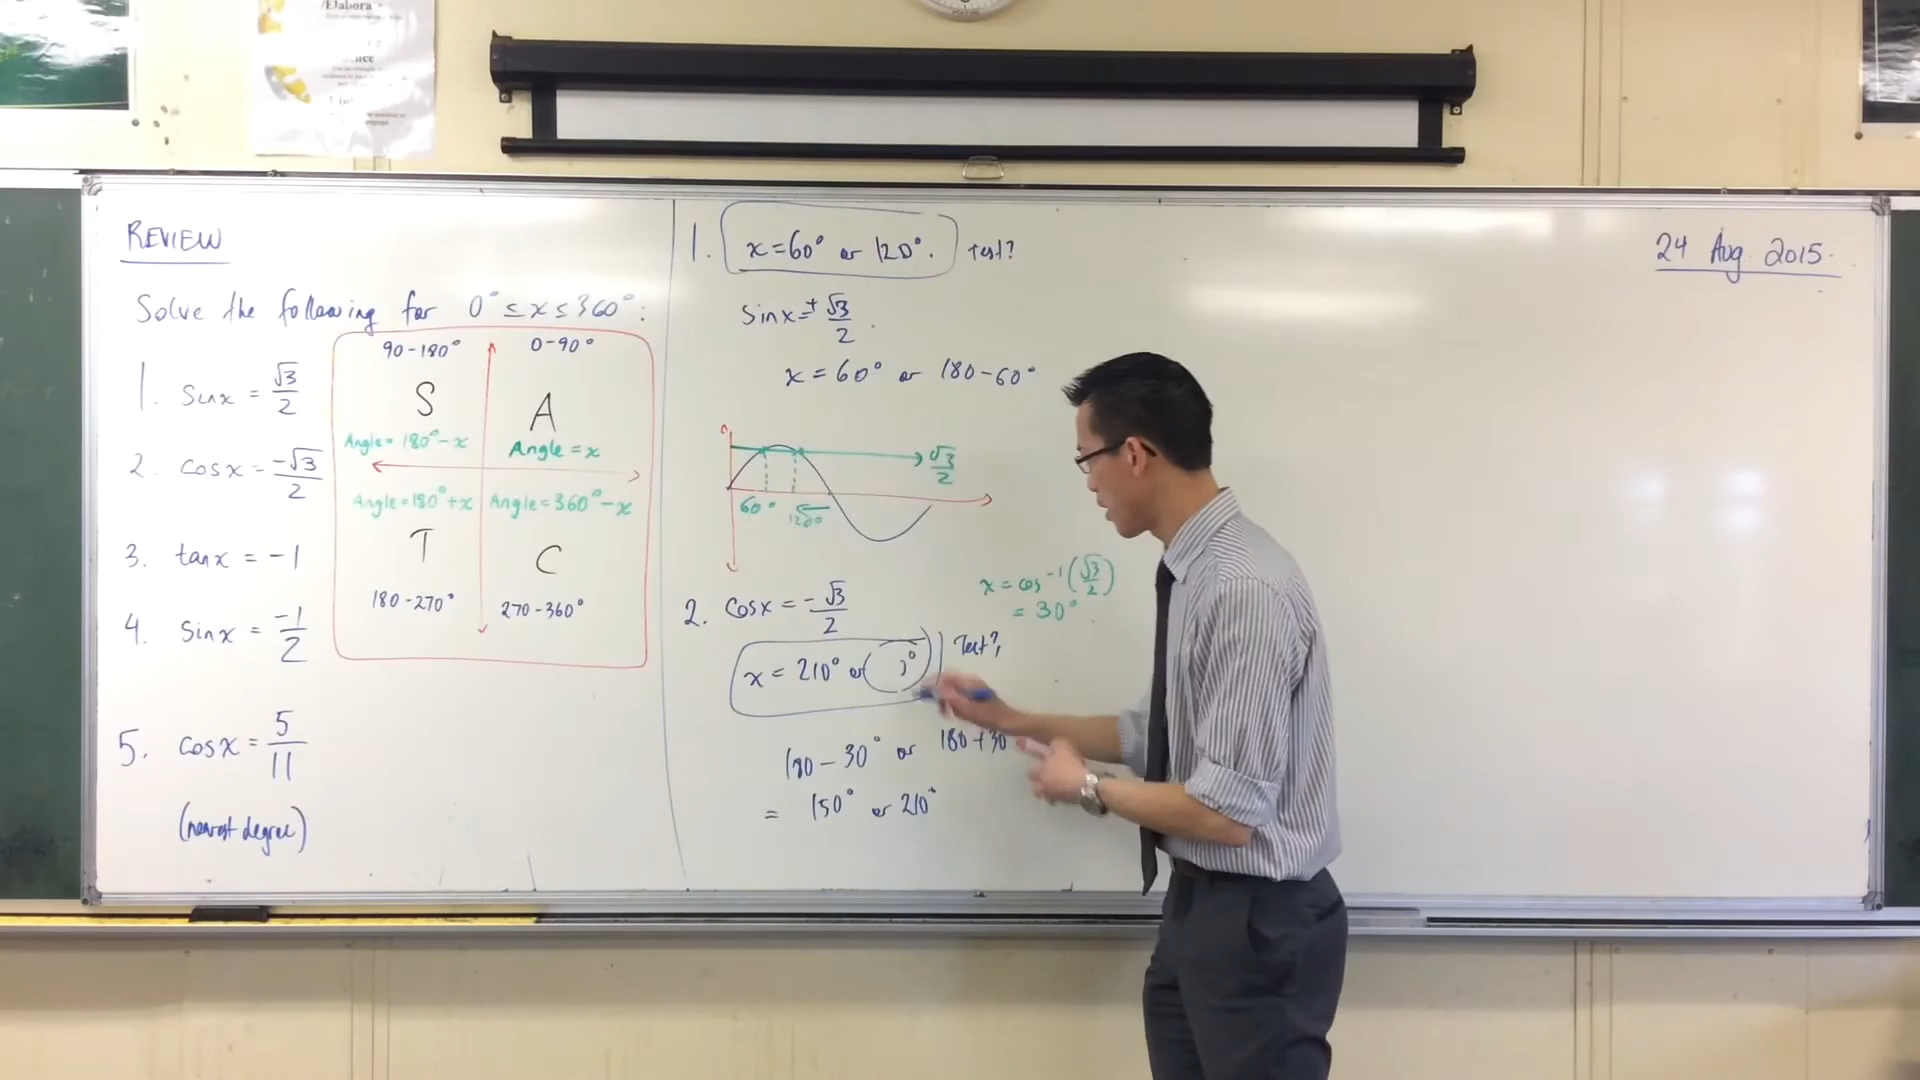 /Elabora
REVIEW
Solve the following for 0° ≤ x ≤ 360°:
1. sin x = √3/2
2. cos x = -√3/2
3. tan x = -1
4. sin x = -1/2
5. cos x = 5/11
(nearest degree)
90-180° 0-90°
S A
Angle = 180° - x Angle = x
Angle = 180° + x Angle = 360° - x
T C
180-270° 270-360°
1. x = 60° or 120°. Test?
sin x = + √3/2.
x = 60° or 180-60°
√3/2
60° 120°
2. cos x = - √3/2
x = cos⁻¹(√3/2)
= 30°.
x = 210° or ( )° Test?
180 - 30° or 180 + 30
= 150° or 210°
24 Aug. 2015.